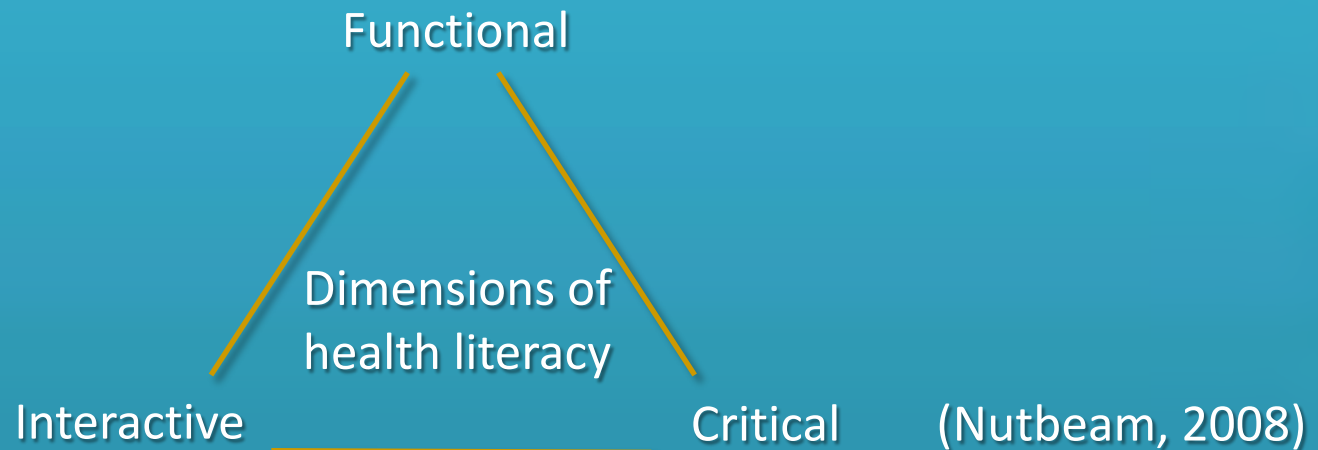 Functional
Dimensions of
health literacy
Interactive
Critical
(Nutbeam, 2008)